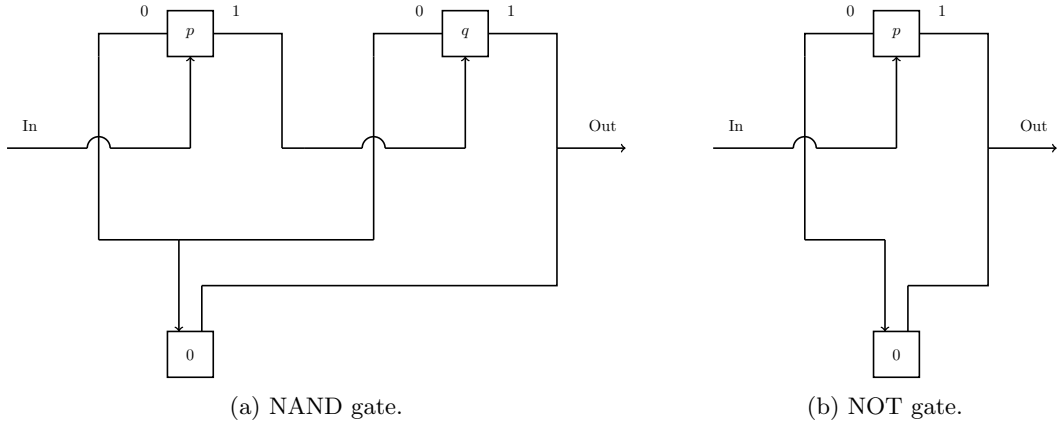 0 p 1 0 q 1 0 p 1
In Out In Out
0 0
(a) NAND gate. (b) NOT gate.